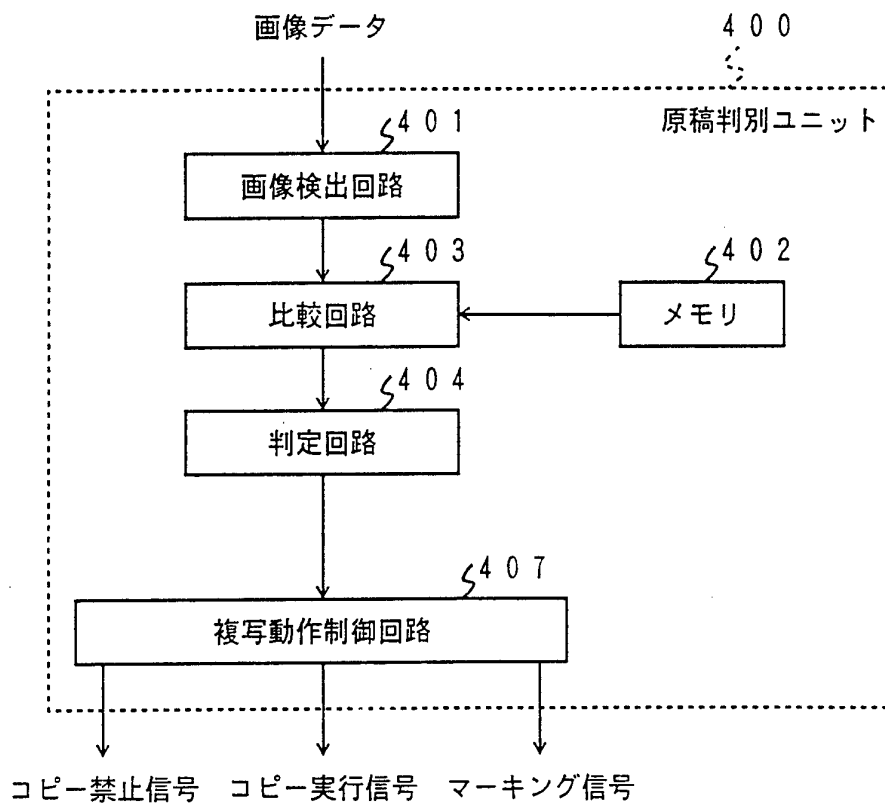 画像データ
400
原稿判別ユニット
401
画像検出回路
403
402
比較回路
メモリ
404
判定回路
407
複写動作制御回路
コピー禁止信号
コピー実行信号
マーキング信号